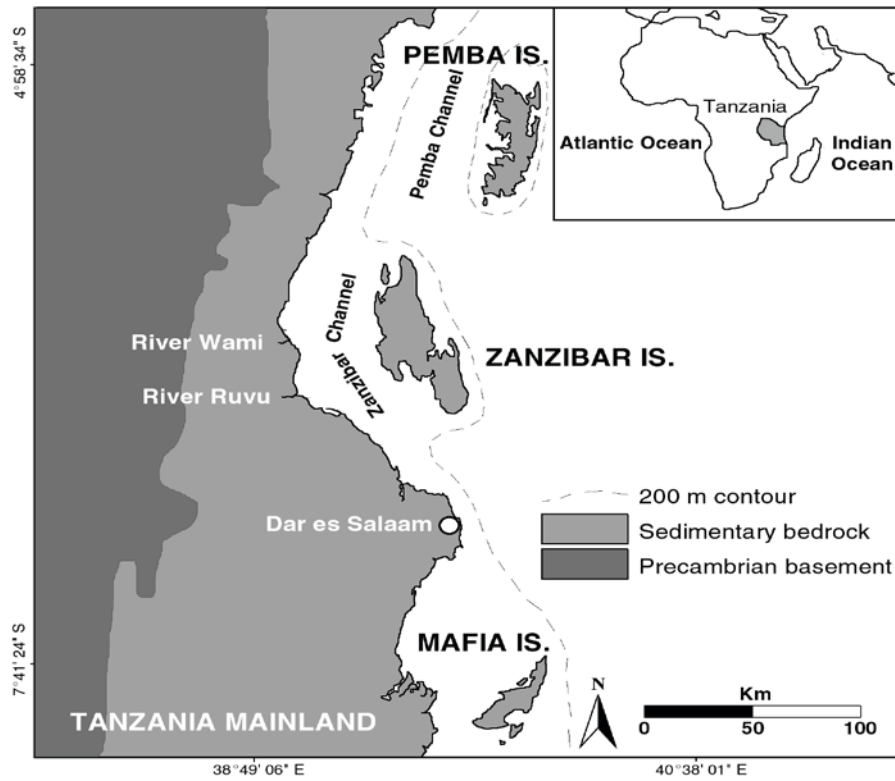 4°58' 34" S
PEMBA IS.
Pemba Channel
Tanzania
Atlantic Ocean
Indian
Ocean
Zanzibar Channel
River Wami
ZANZIBAR IS.
River Ruvu
200 m contour
Dar es Salaam
Sedimentary bedrock
Precambrian basement
MAFIA IS.
7°41' 24" S
N
Km
0 50 100
TANZANIA MAINLAND
38°49' 06" E
40°38' 01" E